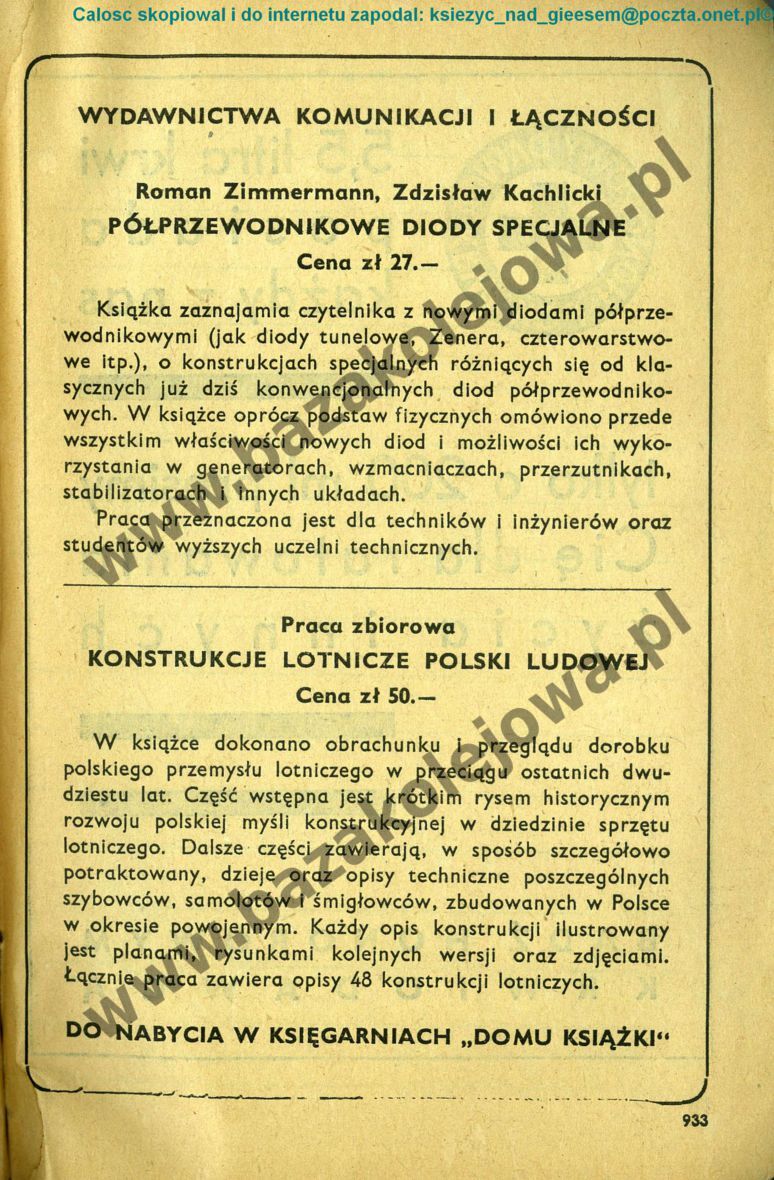 Calosc skopiowal i do internetu zapodal: ksiezyc_nad_gieesem@poczta.onet.pl©
WYDAWNICTWA KOMUNIKACJI I ŁĄCZNOŚCI
Roman Zimmermann, Zdzisław Kachlicki
PÓŁPRZEWODNIKOWE DIODY SPECJALNE
Cena zł 27.—
Książka zaznajamia czytelnika z nowymi diodami półprze-
wodnikowymi (jak diody tunelowe, Zenera, czterowarstwo-
we itp.), o konstrukcjach specjalnych różniących się od kla-
sycznych już dziś konwencjonalnych diod półprzewodniko-
wych. W książce oprócz podstaw fizycznych omówiono przede
wszystkim właściwości nowych diod i możliwości ich wyko-
rzystania w generatorach, wzmacniaczach, przerzutnikach,
stabilizatorach i innych układach.
Praca przeznaczona jest dla techników i inżynierów oraz
studentów wyższych uczelni technicznych.
www.bazakolejowa.pl
Praca zbiorowa
KONSTRUKCJE LOTNICZE POLSKI LUDOWEJ
Cena zł 50.—
W książce dokonano obrachunku i przeglądu dorobku
polskiego przemysłu lotniczego w przeciągu ostatnich dwu-
dziestu lat. Część wstępna jest krótkim rysem historycznym
rozwoju polskiej myśli konstrukcyjnej w dziedzinie sprzętu
lotniczego. Dalsze części zawierają, w sposób szczegółowo
potraktowany, dzieje oraz opisy techniczne poszczególnych
szybowców, samolotów i śmigłowców, zbudowanych w Polsce
w okresie powojennym. Każdy opis konstrukcji ilustrowany
jest planami, rysunkami kolejnych wersji oraz zdjęciami.
Łącznie praca zawiera opisy 48 konstrukcji lotniczych.
www.bazakolejowa.pl
DO NABYCIA W KSIĘGARNIACH „DOMU KSIĄŻKI"
933